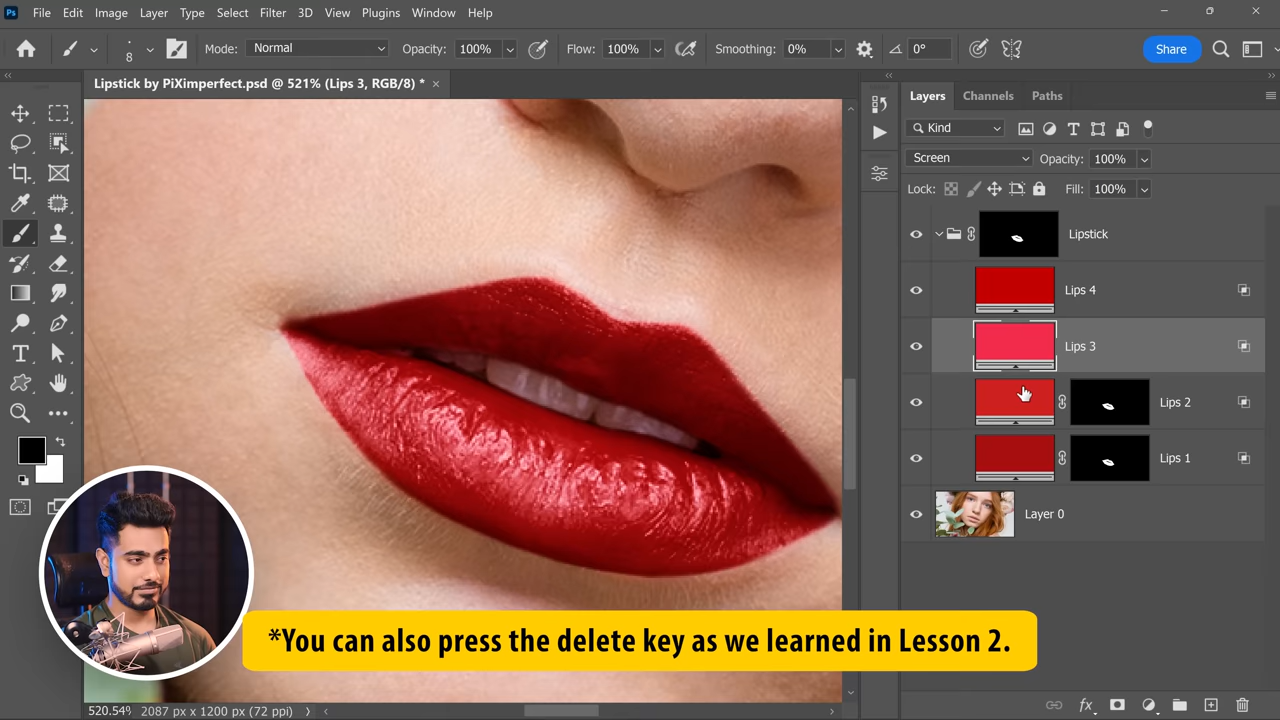 Ps File Edit Image Layer Type Select Filter 3D View Plugins Window Help
8 Mode: Normal Opacity: 100% Flow: 100% Smoothing: 0% 0° Share
Lipstick by PiXimperfect.psd @ 521% (Lips 3, RGB/8) *
Layers Channels Paths
Kind
Screen Opacity: 100%
Lock: Fill: 100%
Lipstick
Lips 4
Lips 3
Lips 2
Lips 1
Layer 0
*You can also press the delete key as we learned in Lesson 2.
520.54% 2087 px x 1200 px (72 ppi)
fx